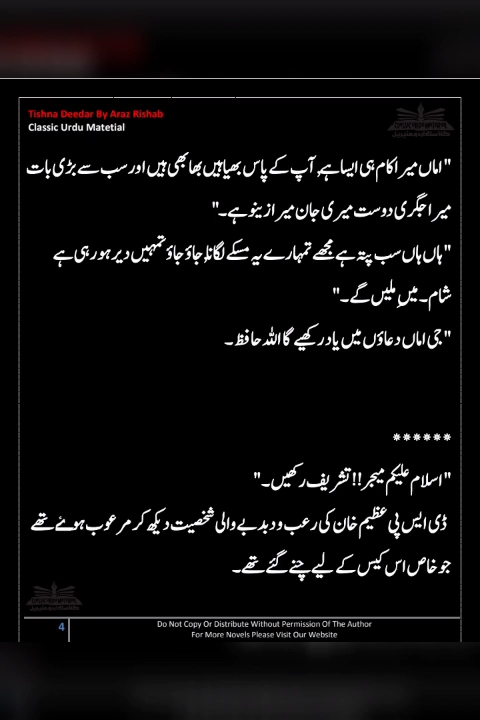 Tishna Deedar By Araz Rishab
Classic Urdu Matetial
"اماں میرا کام ہی ایسا ہے، آپ کے پاس بھیا ہیں بھابھی ہیں اور سب سے بڑی بات
میرا جگری دوست میری جان میرا زینو ہے۔"
"ہاں ہاں سب پتہ ہے مجھے تمہارے یہ مسکے لگانا، جاؤ جاؤ تمہیں دیر ہو رہی ہے
شام۔ میں ملیں گے۔"
"جی اماں دعاؤں میں یاد رکھیے گا اللہ حافظ۔
******
"اسلام علیکم میجر!! تشریف رکھیں۔"
ڈی ایس پی عظیم خان کی رعب و دبدبے والی شخصیت دیکھ کر مرعوب ہوئے تھے
جو خاص اس کیس کے لیے چنے گئے تھے۔
4
Do Not Copy Or Distribute Without Permission Of The Author
For More Novels Please Visit Our Website